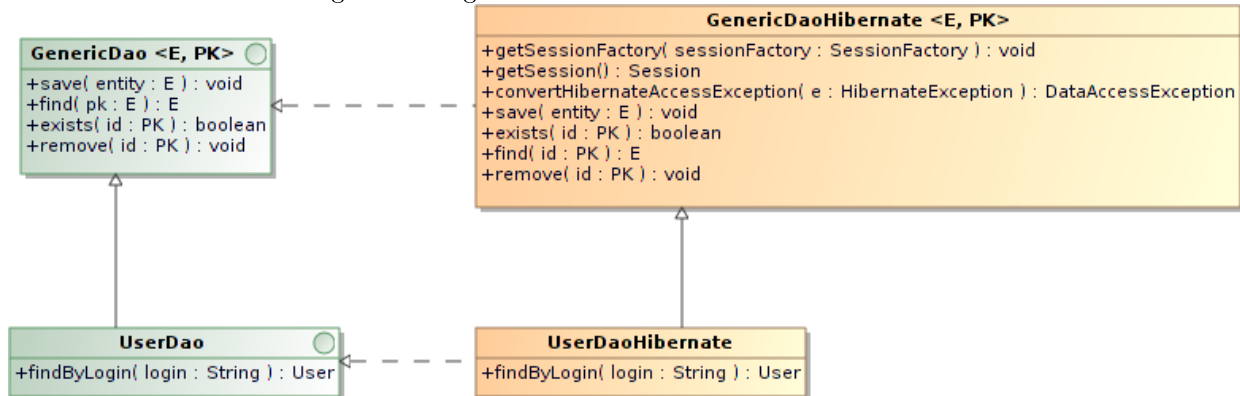 GenericDao <E, PK>
+save( entity : E ) : void
+find( pk : E ) : E
+exists( id : PK ) : boolean
+remove( id : PK ) : void
GenericDaoHibernate <E, PK>
+getSessionFactory( sessionFactory : SessionFactory ) : void
+getSession() : Session
+convertHibernateAccessException( e : HibernateException ) : DataAccessException
+save( entity : E ) : void
+exists( id : PK ) : boolean
+find( id : PK ) : E
+remove( id : PK ) : void
UserDao
+findByLogin( login : String ) : User
UserDaoHibernate
+findByLogin( login : String ) : User